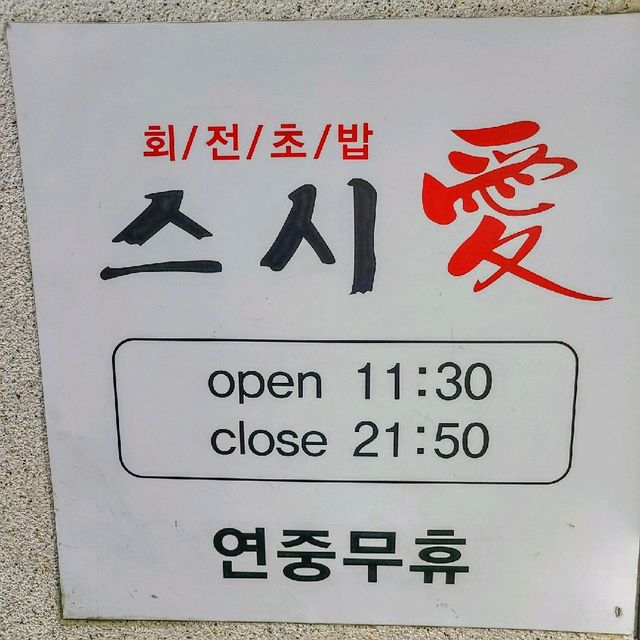 회/전/초/밥
스시愛
open 11:30
close 21:50
연중무휴